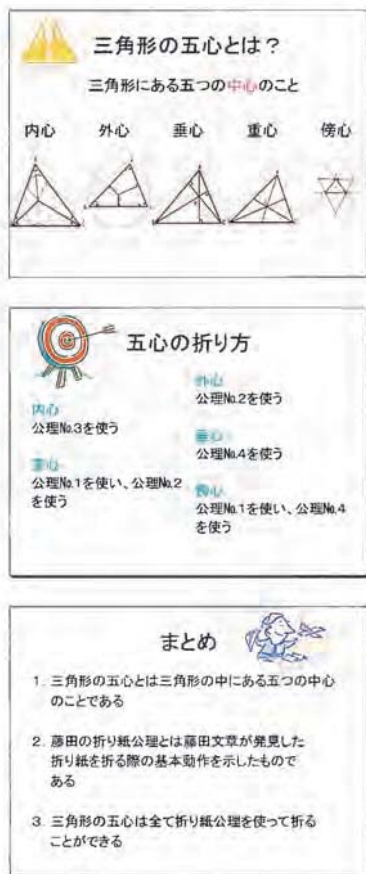 三角形の五心とは？
三角形にある五つの中心のこと
内心 外心 垂心 重心 傍心
五心の折り方
内心
公理№3を使う
重心
公理№1を使い、公理№2
を使う
外心
公理№2を使う
垂心
公理№4を使う
傍心
公理№1を使い、公理№4
を使う
まとめ
1. 三角形の五心とは三角形の中にある五つの中心
のことである
2. 藤田の折り紙公理とは藤田文章が発見した
折り紙を折る際の基本動作を示したもので
ある
3. 三角形の五心は全て折り紙公理を使って折る
ことができる